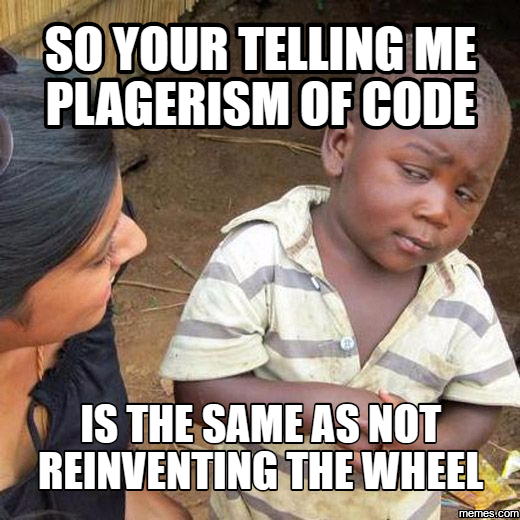 SO YOUR TELLING ME
PLAGERISM OF CODE
IS THE SAME AS NOT
REINVENTING THE WHEEL
memes.com